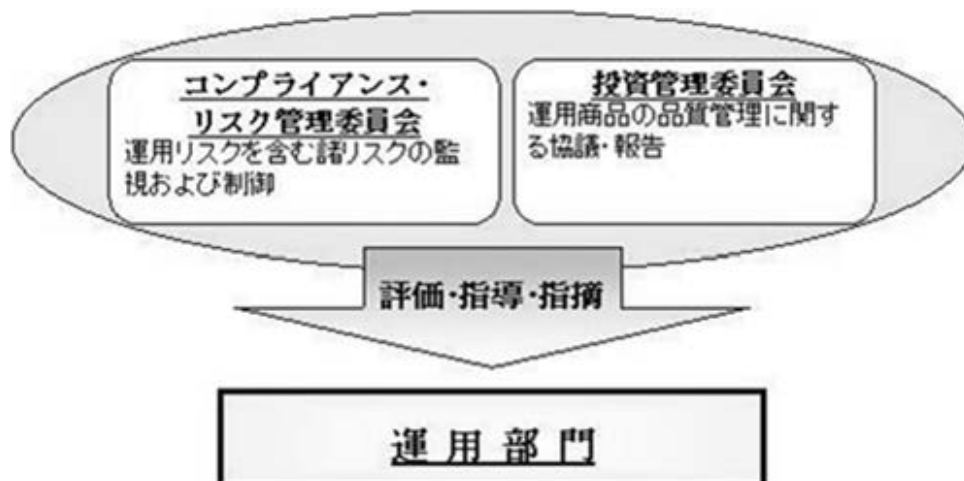 コンプライアンス・
リスク管理委員会
運用リスクを含む諸リスクの監
視および制御
投資管理委員会
運用商品の品質管理に関す
る協議・報告
評価・指導・指摘
運用部門